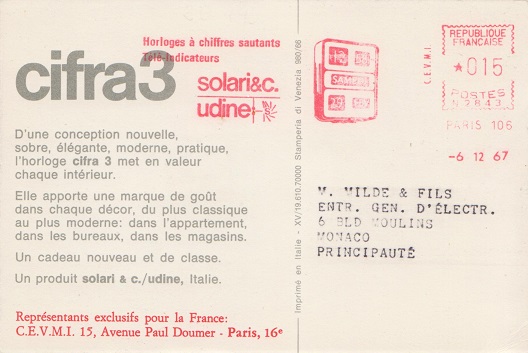 Horloges à chiffres sautants
Télé-Indicateurs
cifra3
solari&c.
udine
D'une conception nouvelle,
sobre, élégante, moderne, pratique,
l'horloge cifra 3 met en valeur
chaque intérieur.
Elle apporte une marque de goût
dans chaque décor, du plus classique
au plus moderne: dans l'appartement,
dans les bureaux, dans les magasins.
Un cadeau nouveau et de classe.
Un produit solari & c./udine, Italie.
Représentants exclusifs pour la France:
C.E.V.M.I. 15, Avenue Paul Doumer - Paris, 16e
Imprimé en Italie - XV/19.610.70000 Stamperia di Venezia 980/66
SAMEDI
C.E.V.M.I.
REPUBLIQUE
FRANCAISE
★015
POSTES
N 2843
PARIS 106
-6 12 67
V. WILDE & FILS
ENTR. GEN. D'ÉLECTR.
6 BLD MOULINS
MONACO
PRINCIPAUTÉ